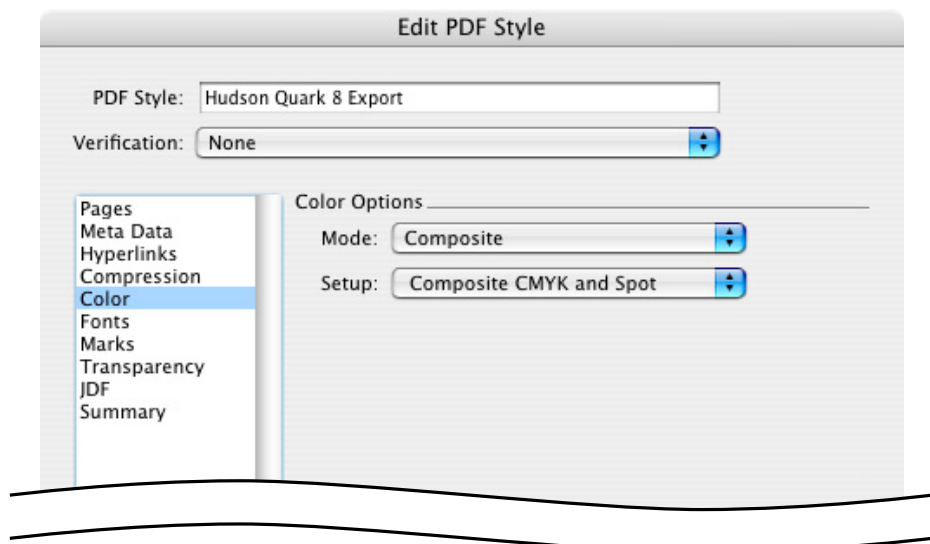 Edit PDF Style
PDF Style: Hudson Quark 8 Export
Verification: None
Pages
Meta Data
Hyperlinks
Compression
Color
Fonts
Marks
Transparency
JDF
Summary
Color Options
Mode: Composite
Setup: Composite CMYK and Spot